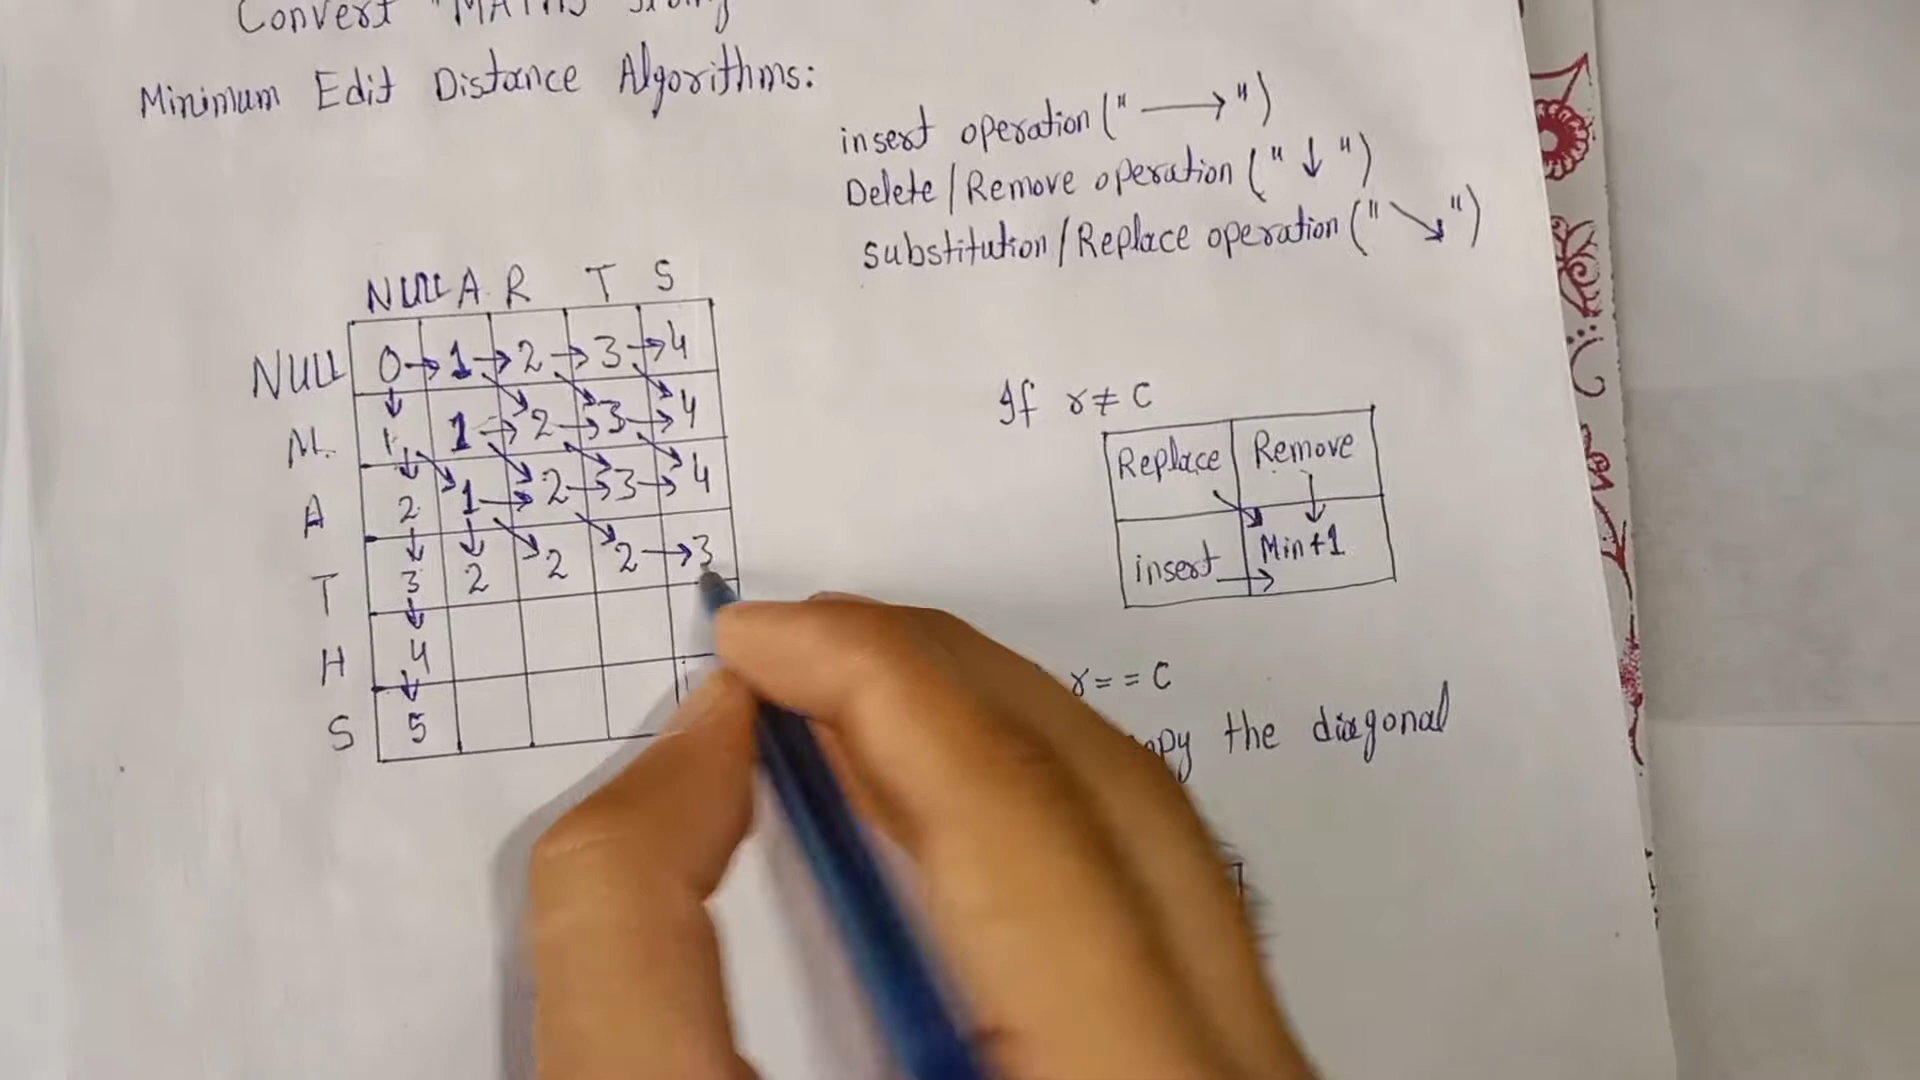 Convert "MATHS string
Minimum Edit Distance Algorithms:
insert operation (" → ")
Delete / Remove operation (" ↓ ")
substitution / Replace operation (" ↘ ")
NULL A R T S
NULL 0 → 1 → 2 → 3 → 4
M 1 1 → 2 → 3 → 4
A 2 1 → 2 → 3 → 4
T 3 2 2 2 → 3
H 4
S 5
If r ≠ C
Replace Remove
insert → Min+1
r = = C
the diagonal